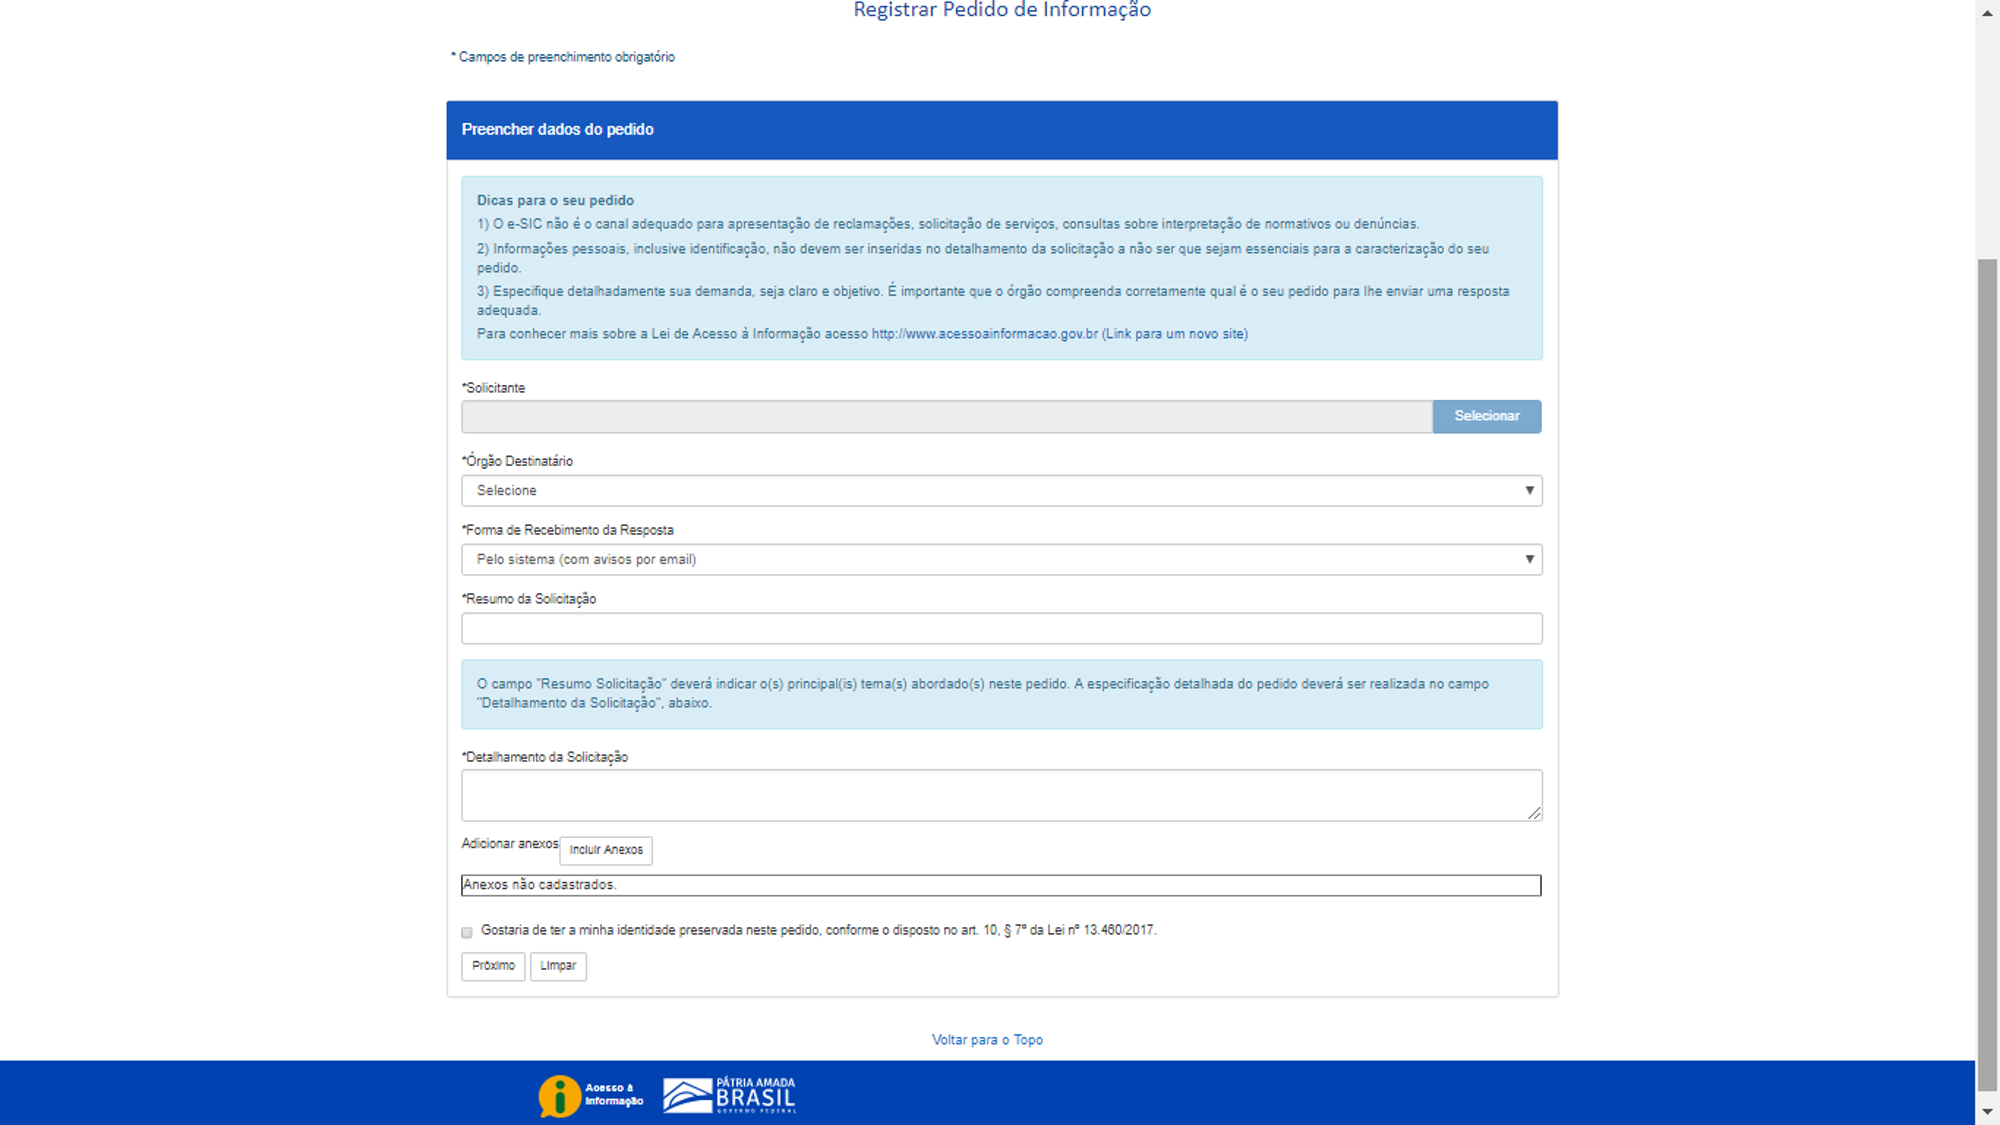 Registrar Pedido de Informação
* Campos de preenchimento obrigatório
Preencher dados do pedido
Dicas para o seu pedido
1) O e-SIC não é o canal adequado para apresentação de reclamações, solicitação de serviços, consultas sobre interpretação de normativos ou denúncias.
2) Informações pessoais, inclusive identificação, não devem ser inseridas no detalhamento da solicitação a não ser que sejam essenciais para a caracterização do seu
pedido.
3) Especifique detalhadamente sua demanda, seja claro e objetivo. É importante que o órgão compreenda corretamente qual é o seu pedido para lhe enviar uma resposta
adequada.
Para conhecer mais sobre a Lei de Acesso à Informação acesso http://www.acessoainformacao.gov.br (Link para um novo site)
*Solicitante
Selecionar
*Órgão Destinatário
Selecione
*Forma de Recebimento da Resposta
Pelo sistema (com avisos por email)
*Resumo da Solicitação
O campo "Resumo Solicitação" deverá indicar o(s) principal(is) tema(s) abordado(s) neste pedido. A especificação detalhada do pedido deverá ser realizada no campo
"Detalhamento da Solicitação", abaixo.
*Detalhamento da Solicitação
Adicionar anexos Incluir Anexos
Anexos não cadastrados.
Gostaria de ter a minha identidade preservada neste pedido, conforme o disposto no art. 10, § 7º da Lei nº 13.460/2017.
Próximo Limpar
Voltar para o Topo
Acesso à
Informação
PÁTRIA AMADA
BRASIL
GOVERNO FEDERAL